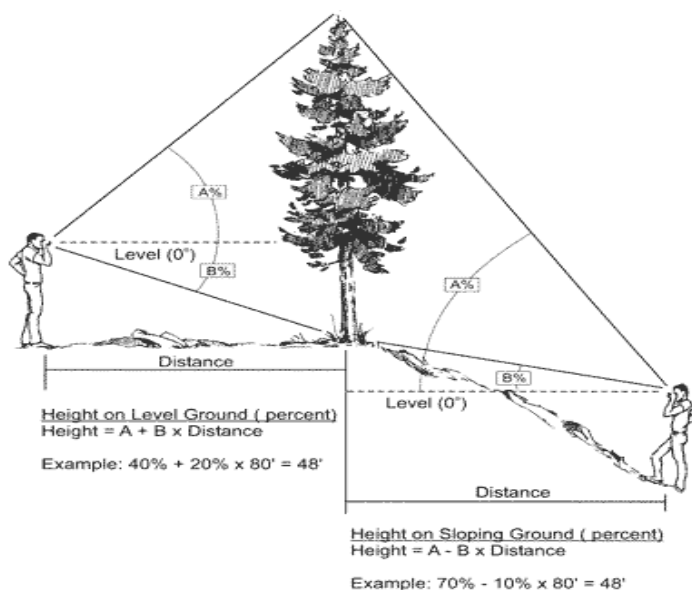 A%
Level (0°)
B%
A%
Distance
B%
Level (0°)
Height on Level Ground ( percent)
Height = A + B x Distance
Example: 40% + 20% x 80' = 48'
Distance
Height on Sloping Ground ( percent)
Height = A - B x Distance
Example: 70% - 10% x 80' = 48'